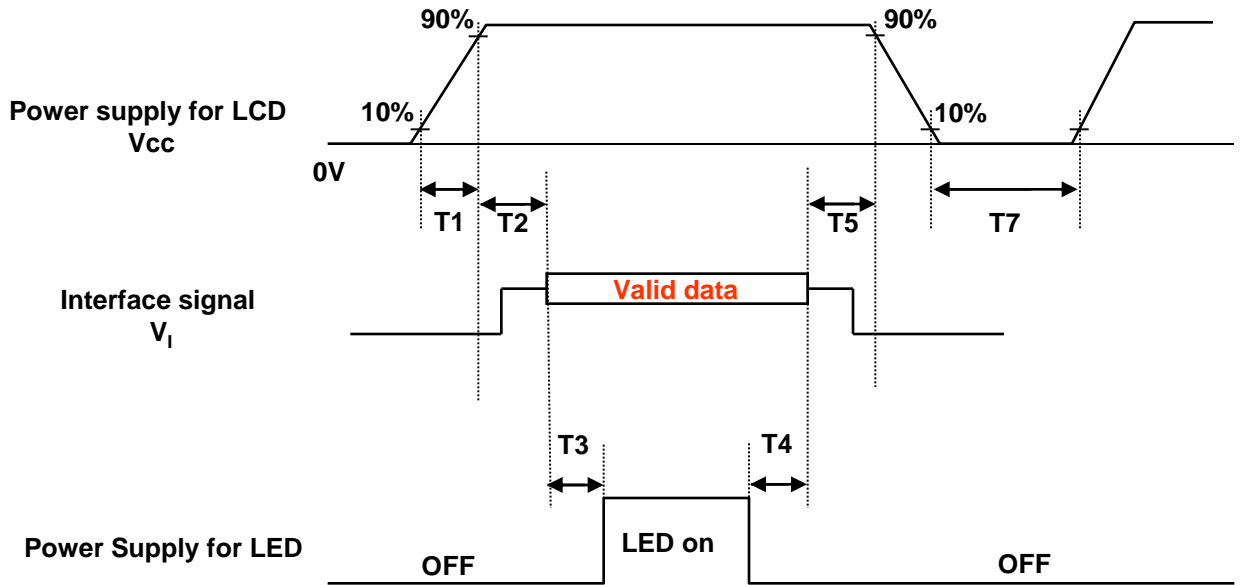 90%
90%
Power supply for LCD
Vcc
10%
10%
0V
T1
T2
T5
T7
Interface signal
VI
Valid data
T3
T4
Power Supply for LED
OFF
LED on
OFF